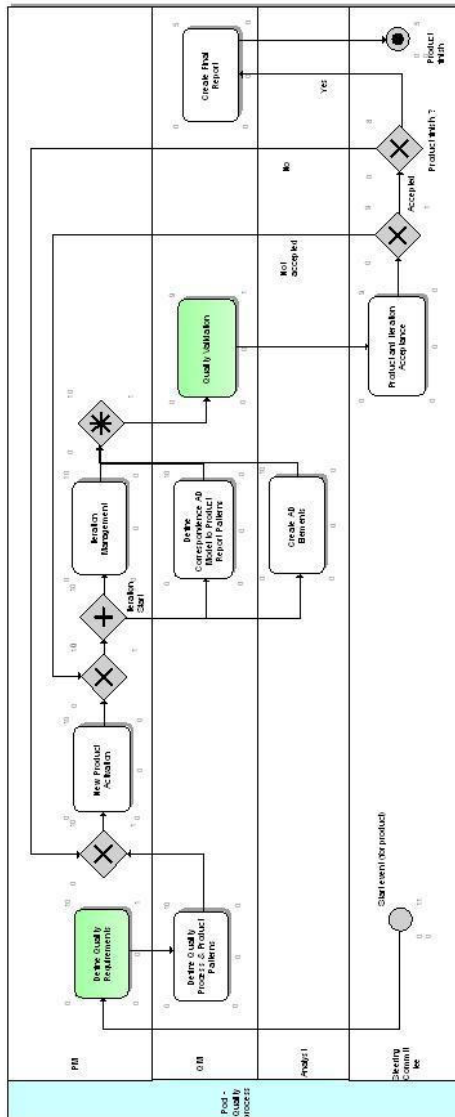 Pool -
Quality
process
PM
QM
Analyst
Steering
Commit
tee
Start event (for product)
Define Quality
Requirements
Define Quality
Process & Product
Patterns
New Product
Activation
Iteration
Start
Iteration
Management
Define
Correspondence AD
Model to Product
Report Patterns
Create AD
Elements
Quality Validation
Product and Iteration
Acceptance
Not
accepted
Accepted
No
Product finish ?
Yes
Create Final
Report
Product
finish